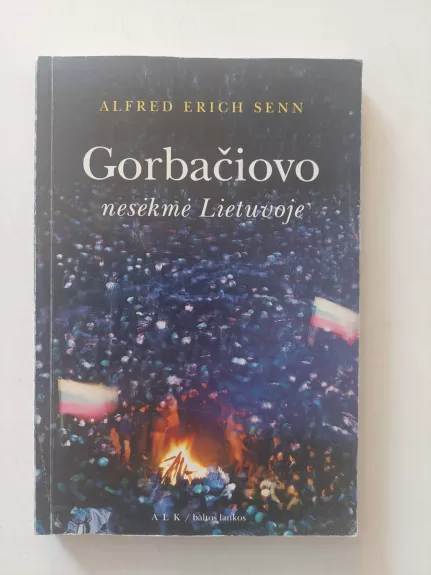 ALFRED ERICH SENN
Gorbačiovo
nesėkmė Lietuvoje
A L K / baltos lankos